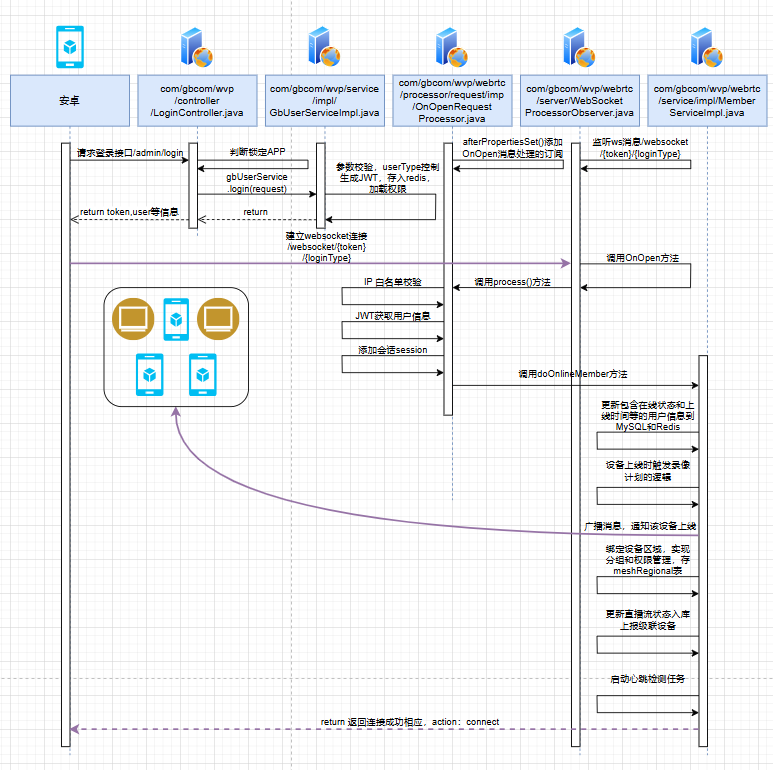 安卓
com/gbcom/wvp
/controller
/LoginController.java
com/gbcom/wvp/service
/impl/
GbUserServiceImpl.java
com/gbcom/wvp/webrtc
/processor/request/imp
/OnOpenRequest
Processor.java
com/gbcom/wvp/webrtc
/server/WebSocket
ProcessorObserver.java
com/gbcom/wvp/webrtc
/service/impl/Member
ServiceImpl.java
请求登录接口/admin/login
判断锁定APP
gbUserService
.login(request)
参数校验，userType控制
生成JWT，存入redis，
加载权限
afterPropertiesSet()添加
OnOpen消息处理的订阅
监听ws消息/websocket
/{token}/{loginType}
return token,user等信息
return
建立websocket连接
/websocket/{token}
/{loginType}
调用OnOpen方法
IP 白名单校验
调用process()方法
JWT获取用户信息
添加会话session
调用doOnlineMember方法
更新包含在线状态和上
线时间等的用户信息到
MySQL和Redis
设备上线时触发录像
计划的逻辑
广播消息，通知该设备上线
绑定设备区域，实现
分组和权限管理，存
meshRegional表
更新直播流状态入库
上报级联设备
启动心跳检测任务
return 返回连接成功相应，action：connect